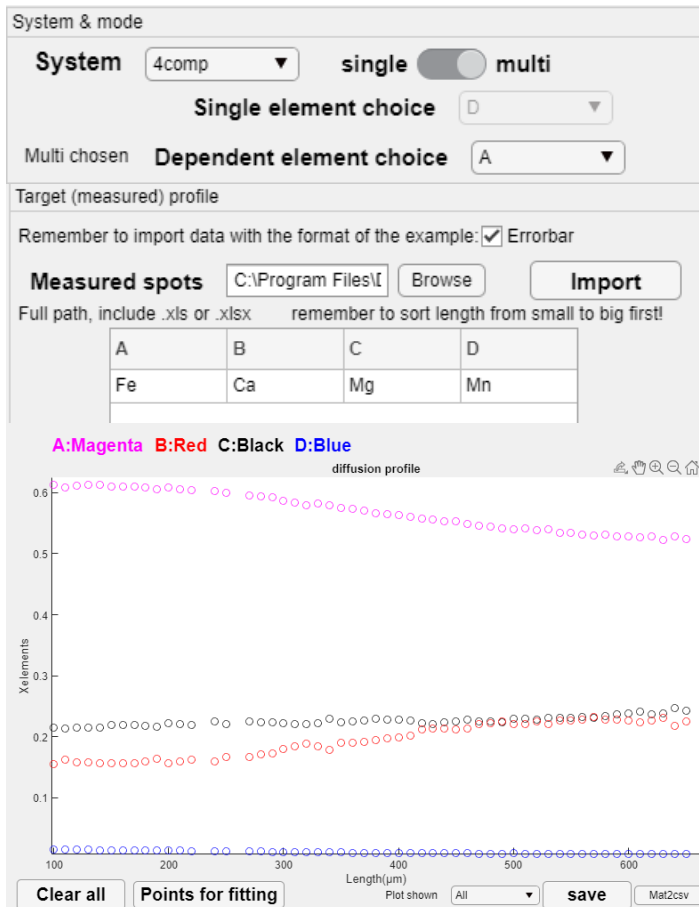 System & mode
System 4comp single multi
Single element choice D
Multi chosen Dependent element choice A
Target (measured) profile
Remember to import data with the format of the example: Errorbar
Measured spots C:\Program Files\ Browse Import
Full path, include .xls or .xlsx remember to sort length from small to big first!
A B C D
Fe Ca Mg Mn
A:Magenta B:Red C:Black D:Blue
diffusion profile
0.6
0.5
0.4
0.3
0.2
0.1
X elements
100 200 300 400 500 600
Length(μm)
Clear all Points for fitting Plot shown All save Mat2csv